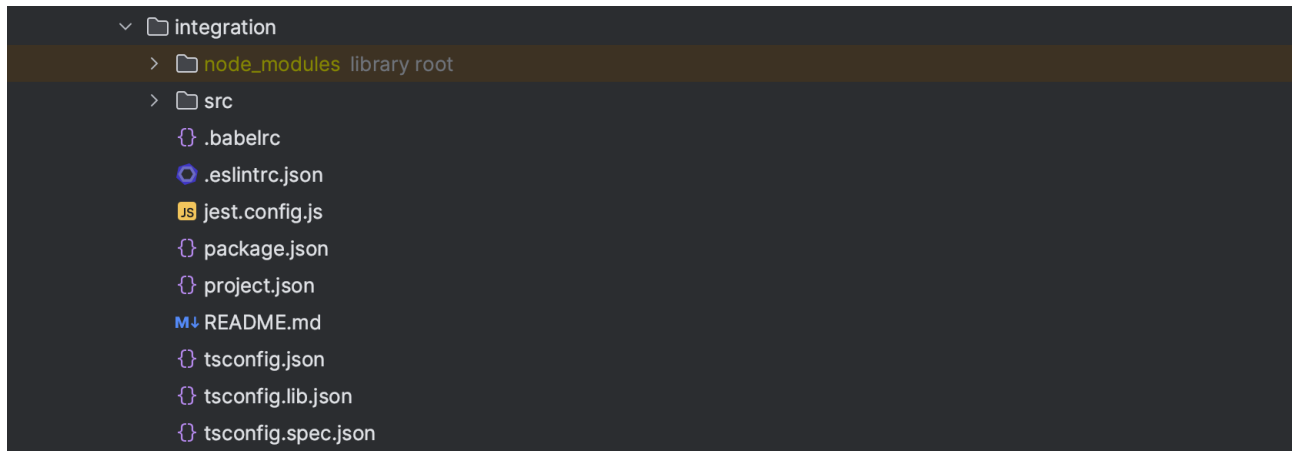 integration
node_modules library root
src
.babelrc
.eslintrc.json
JS jest.config.js
{} package.json
{} project.json
M↓ README.md
{} tsconfig.json
{} tsconfig.lib.json
{} tsconfig.spec.json